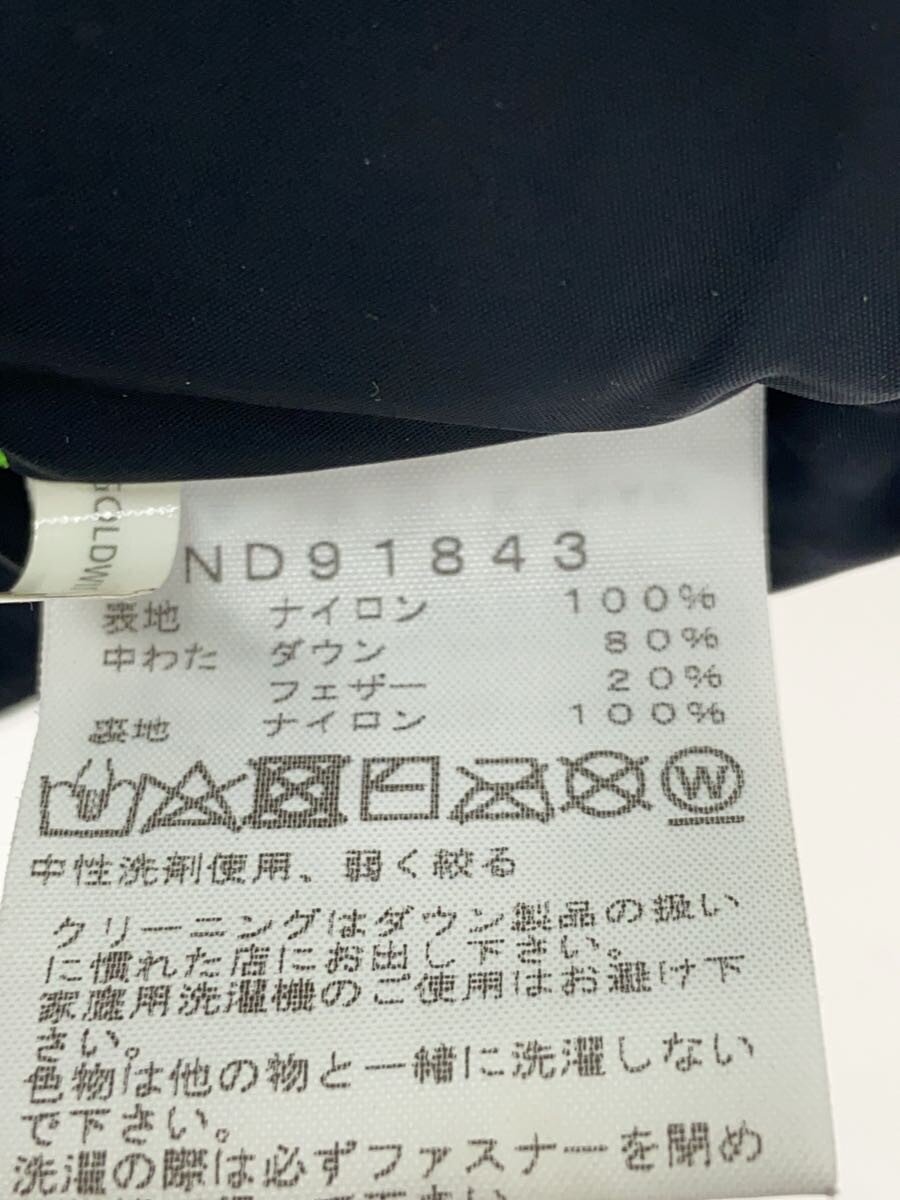 GOLDWI
ND91843
表地 ナイロン 100%
中わた ダウン 80%
フェザー 20%
裏地 ナイロン 100%
W
中性洗剤使用、弱く絞る
クリーニングはダウン製品の扱い
に慣れた店にお出し下さい。
家庭用洗濯機のご使用はお避け下
さい。
色物は他の物と一緒に洗濯しない
で下さい。
洗濯の際は必ずファスナーを閉め